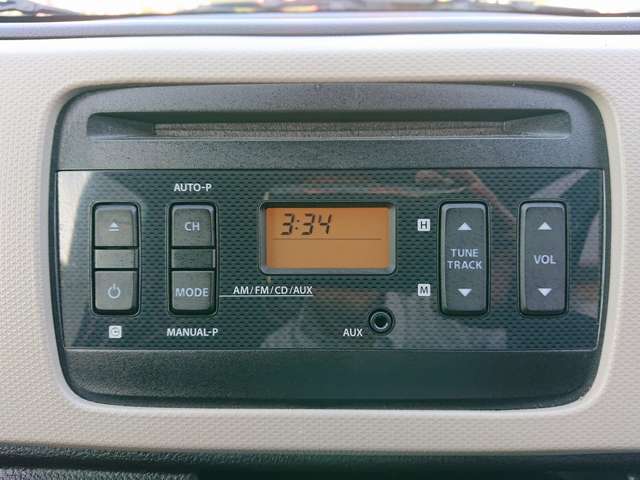 AUTO-P
CH
MODE
MANUAL-P
C
3:34
AM/FM/CD/AUX
AUX
H
M
TUNE
TRACK
VOL